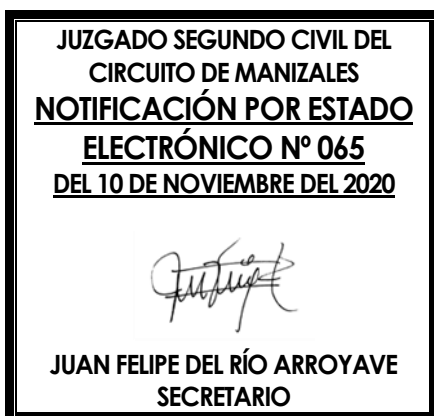 JUZGADO SEGUNDO CIVIL DEL
CIRCUITO DE MANIZALES
NOTIFICACIÓN POR ESTADO
ELECTRÓNICO Nº 065
DEL 10 DE NOVIEMBRE DEL 2020
JUAN FELIPE DEL RÍO ARROYAVE
SECRETARIO